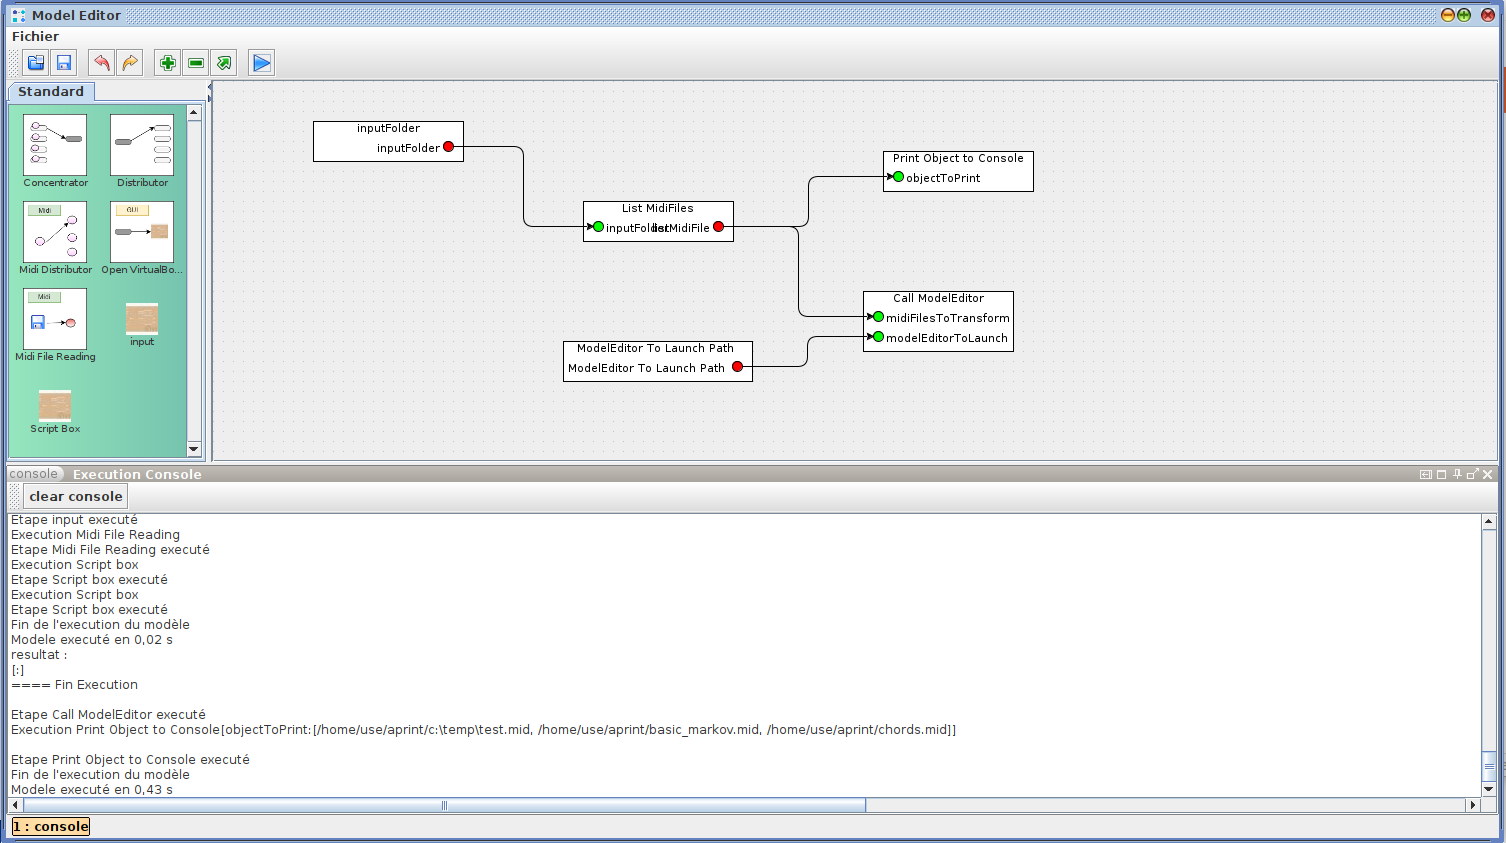 Model Editor
Fichier
Standard
Concentrator
Distributor
Midi
GUI
Midi Distributor
Open VirtualBo...
Midi
Midi File Reading
input
Script Box
inputFolder
inputFolder
List MidiFiles
inputFolder
listMidiFile
Print Object to Console
objectToPrint
Call ModelEditor
midiFilesToTransform
modelEditorToLaunch
ModelEditor To Launch Path
ModelEditor To Launch Path
console
Execution Console
clear console
Etape input executé
Execution Midi File Reading
Etape Midi File Reading executé
Execution Script box
Etape Script box executé
Execution Script box
Etape Script box executé
Fin de l'execution du modèle
Modele executé en 0,02 s
resultat :
[:]
==== Fin Execution
Etape Call ModelEditor executé
Execution Print Object to Console[objectToPrint:[/home/use/aprint/c:\temp\test.mid, /home/use/aprint/basic_markov.mid, /home/use/aprint/chords.mid]]
Etape Print Object to Console executé
Fin de l'execution du modèle
Modele executé en 0,43 s
1 : console